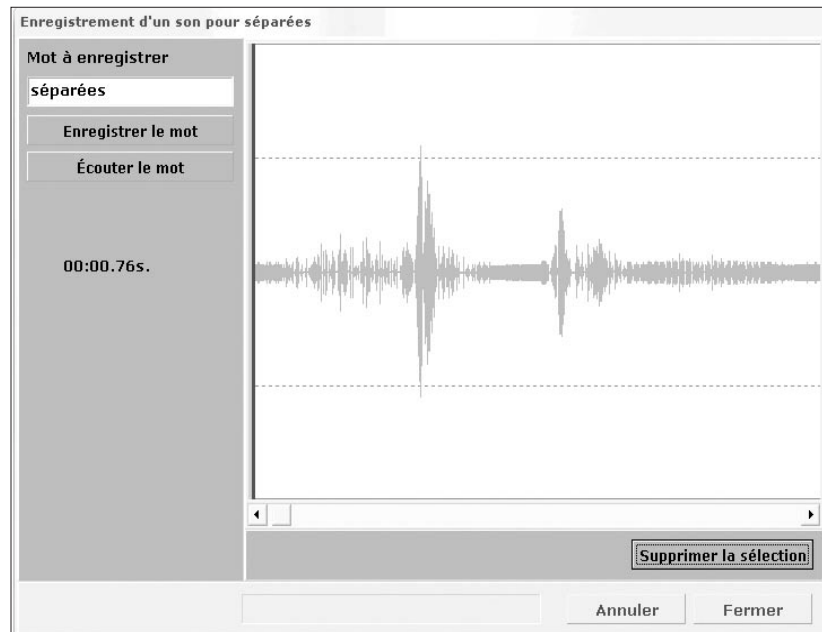 Enregistrement d'un son pour séparées
Mot à enregistrer
séparées
Enregistrer le mot
Écouter le mot
00:00.76s.
Supprimer la sélection
Annuler
Fermer